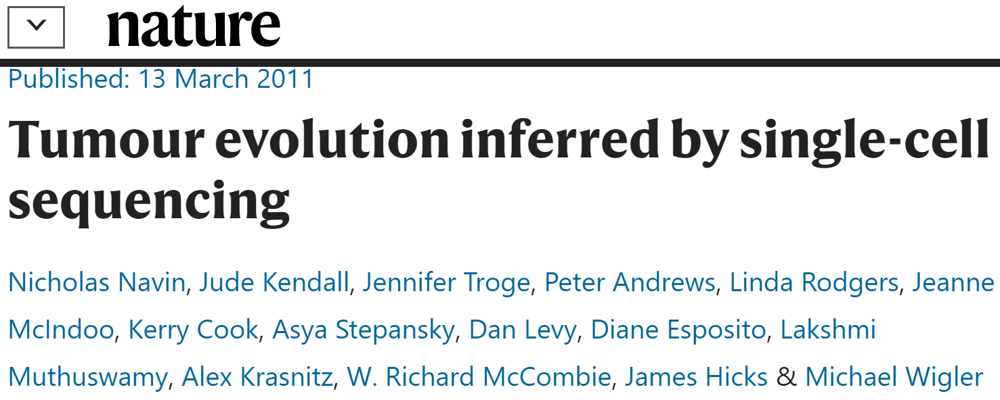 nature
Published: 13 March 2011
Tumour evolution inferred by single-cell
sequencing
Nicholas Navin, Jude Kendall, Jennifer Troge, Peter Andrews, Linda Rodgers, Jeanne
McIndoo, Kerry Cook, Asya Stepansky, Dan Levy, Diane Esposito, Lakshmi
Muthuswamy, Alex Krasnitz, W. Richard McCombie, James Hicks & Michael Wigler